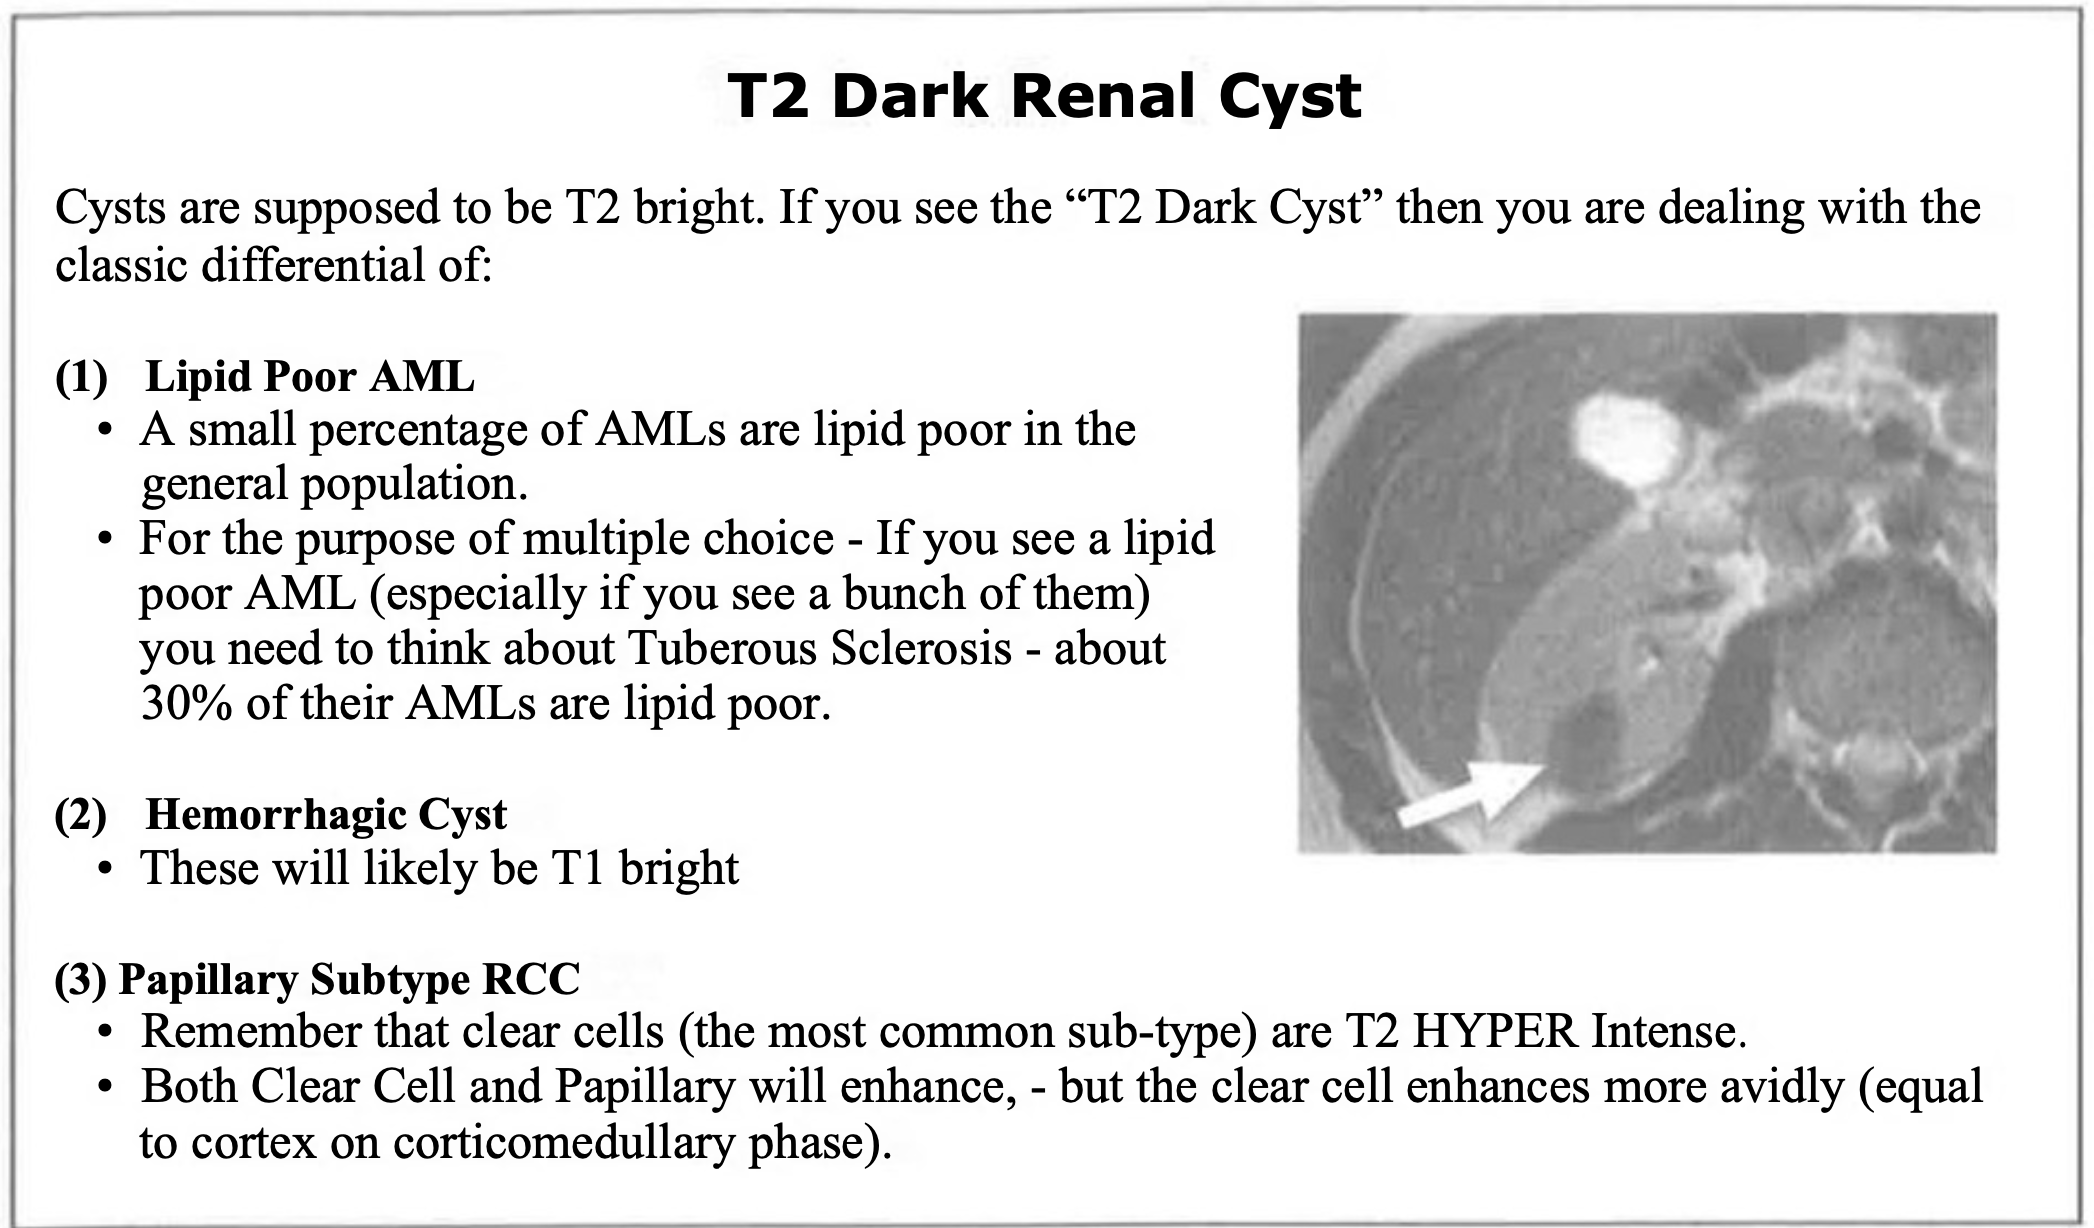 T2 Dark Renal Cyst
Cysts are supposed to be T2 bright. If you see the “T2 Dark Cyst” then you are dealing with the
classic differential of:
(1) Lipid Poor AML
• A small percentage of AMLs are lipid poor in the
general population.
• For the purpose of multiple choice - If you see a lipid
poor AML (especially if you see a bunch of them)
you need to think about Tuberous Sclerosis - about
30% of their AMLs are lipid poor.
(2) Hemorrhagic Cyst
• These will likely be T1 bright
(3) Papillary Subtype RCC
• Remember that clear cells (the most common sub-type) are T2 HYPER Intense.
• Both Clear Cell and Papillary will enhance, - but the clear cell enhances more avidly (equal
to cortex on corticomedullary phase).